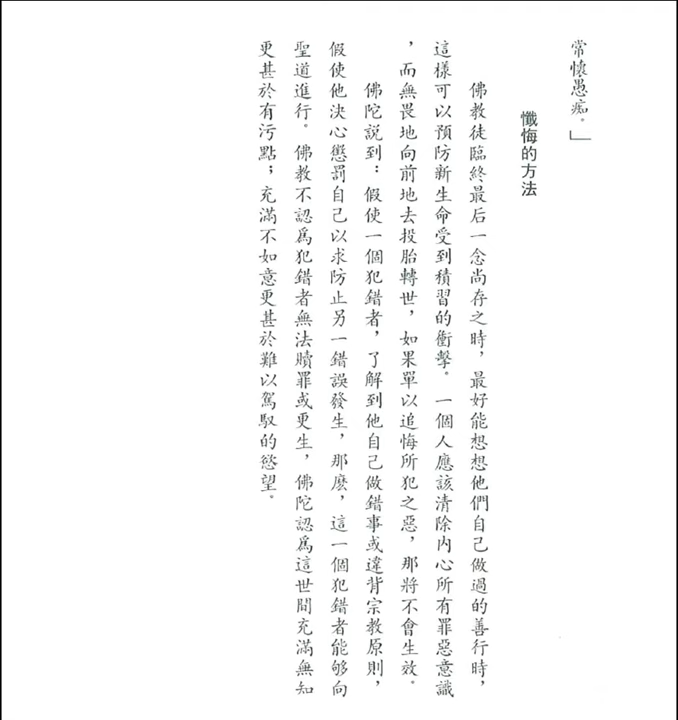 常懷愚痴。」
懺悔的方法
佛教徒臨終最后一念尚存之時，最好能想想他們自己做過的善行時，
這樣可以預防新生命受到積習的衝擊。一個人應該清除内心所有罪惡意識
，而無畏地向前地去投胎轉世，如果單以追悔所犯之惡，那將不會生效。
佛陀説到：假使一個犯錯者，了解到他自己做錯事或違背宗教原則，
假使他決心懲罰自己以求防止另一錯誤發生，那麽，這一個犯錯者能够向
聖道進行。佛教不認爲犯錯者無法贖罪或更生，佛陀認爲這世間充滿無知
更甚於有污點；充滿不如意更甚於難以駕馭的慾望。